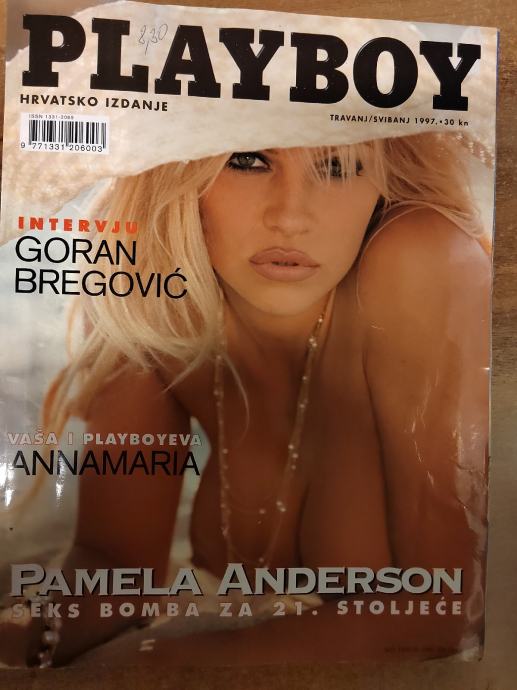 8,30
PLAYBOY
HRVATSKO IZDANJE
TRAVANJ/SVIBANJ 1997. • 30 kn
ISSN 1331-2065
9 771331 206003
INTERVJU
GORAN
BREGOVIĆ
VAŠA I PLAYBOYEVA
ANNAMARIA
PAMELA ANDERSON
SEKS BOMBA ZA 21. STOLJEĆE